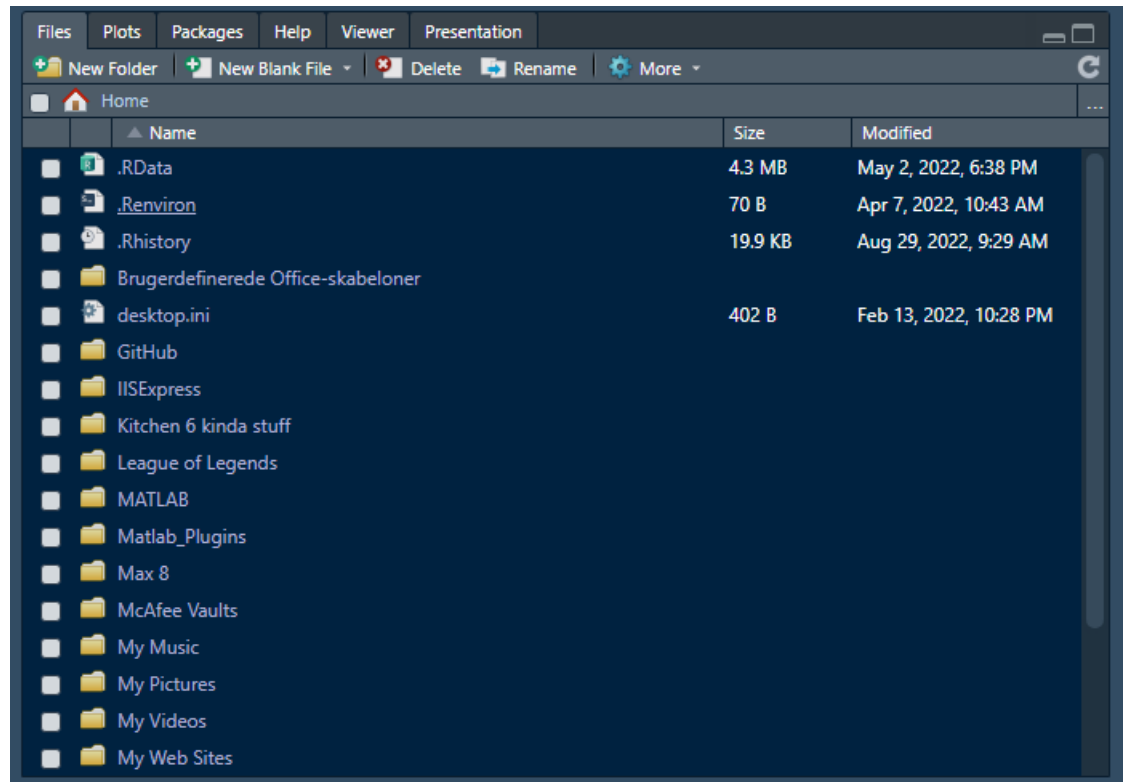 Files Plots Packages Help Viewer Presentation
New Folder New Blank File Delete Rename More
Home ...
Name Size Modified
.RData 4.3 MB May 2, 2022, 6:38 PM
.Renviron 70 B Apr 7, 2022, 10:43 AM
.Rhistory 19.9 KB Aug 29, 2022, 9:29 AM
Brugerdefinerede Office-skabeloner
desktop.ini 402 B Feb 13, 2022, 10:28 PM
GitHub
IISExpress
Kitchen 6 kinda stuff
League of Legends
MATLAB
Matlab_Plugins
Max 8
McAfee Vaults
My Music
My Pictures
My Videos
My Web Sites